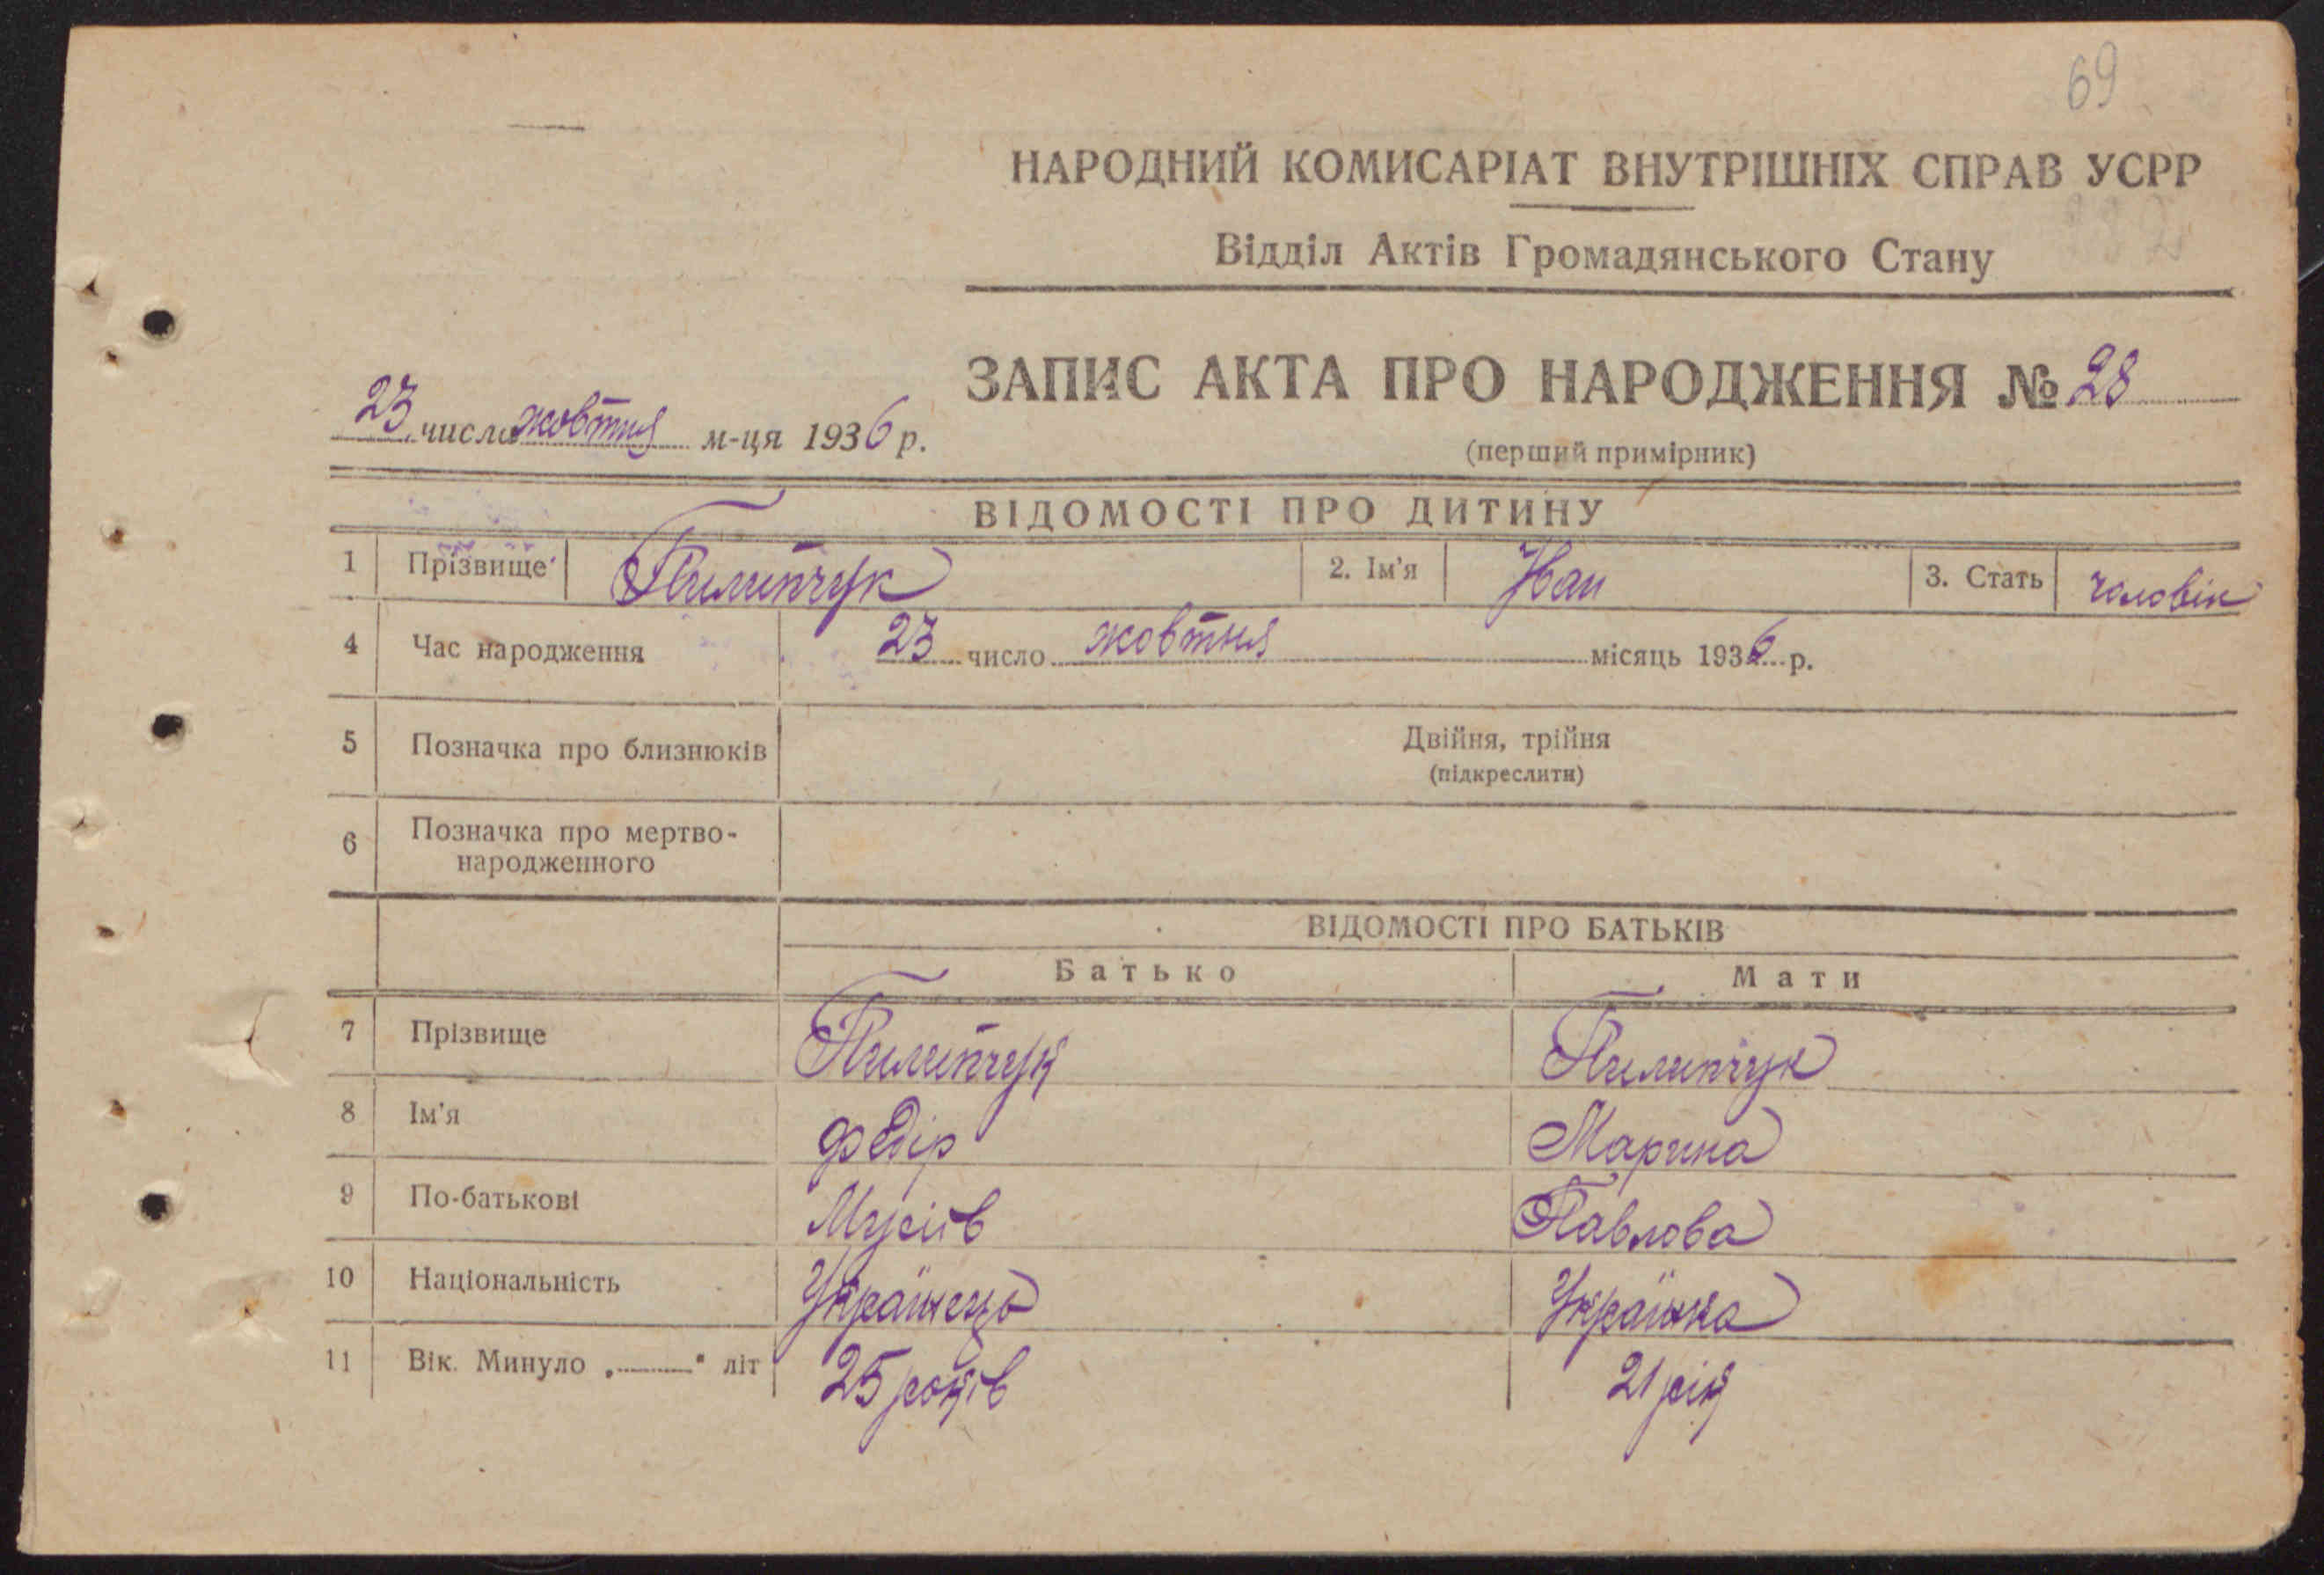 69
НАРОДНИЙ КОМИСАРІАТ ВНУТРІШНІХ СПРАВ УСРР
Відділ Актів Громадянського Стану
ЗАПИС АКТА ПРО НАРОДЖЕННЯ № 28
23 числа жовтня м-ця 1936 р.
(перший примірник)
ВІДОМОСТІ ПРО ДИТИНУ
1 Прізвище Пилипчук 2. Ім'я Іван 3. Стать чоловік
4 Час народження 23 число жовтня місяць 1936 р.
5 Позначка про близнюків Двійня, трійня
(підкреслити)
6 Позначка про мертво-
народженного
ВІДОМОСТІ ПРО БАТЬКІВ
Батько Мати
7 Прізвище Пилипчук Пилипчук
8 Ім'я Федір Марина
9 По-батькові Мусіїв Павлова
10 Національність Українець Українка
11 Вік. Минуло „ " літ 25 років 21 рік